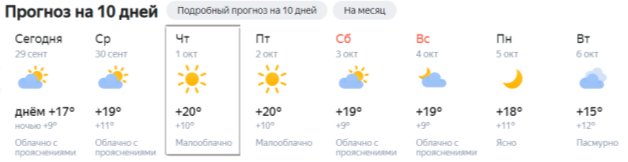 Прогноз на 10 дней Подробный прогноз на 10 дней На месяц
Сегодня Ср Чт Пт Сб Вс Пн Вт
29 сент 30 сент 1 окт 2 окт 3 окт 4 окт 5 окт 6 окт
днём +17° +19° +20° +20° +19° +19° +18° +15°
ночью +9° +11° +10° +10° +9° +9° +11° +12°
Облачно с Облачно с Малооблачно Малооблачно Облачно с Облачно с Ясно Пасмурно
прояснениями прояснениями прояснениями прояснениями